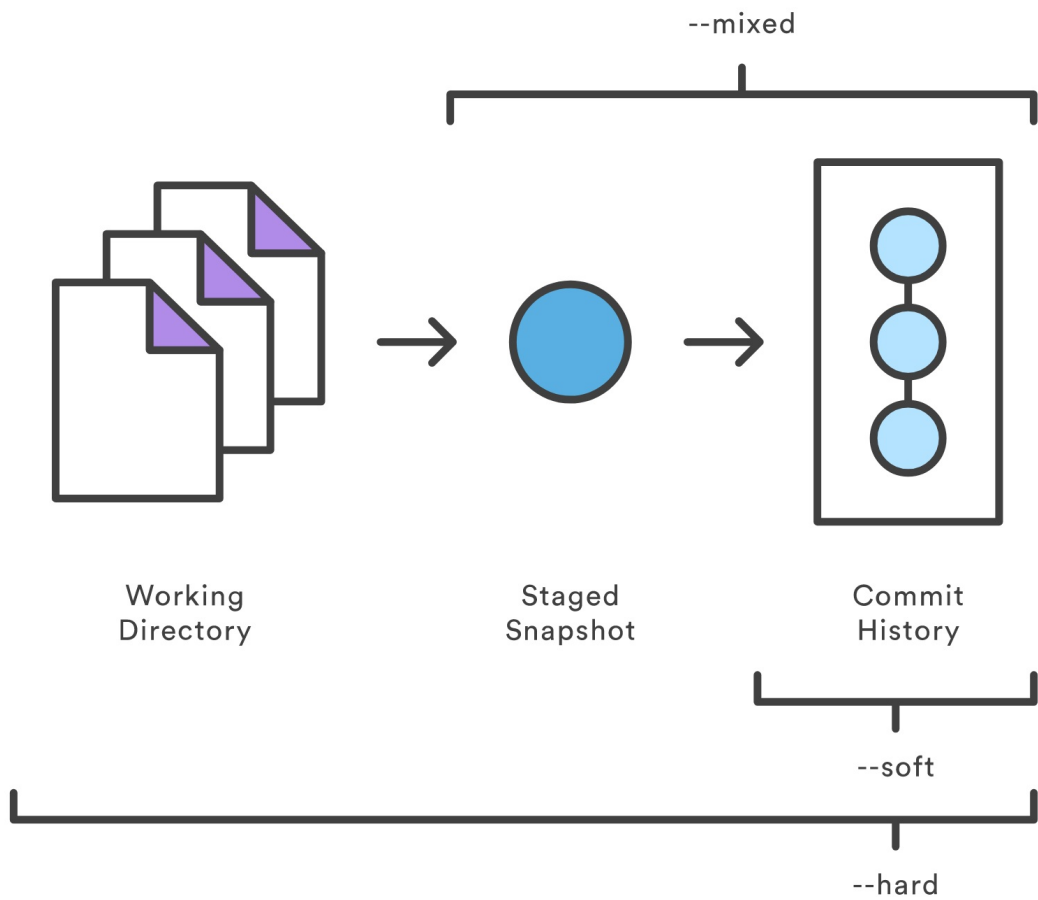 --mixed
Working
Directory
Staged
Snapshot
Commit
History
--soft
--hard